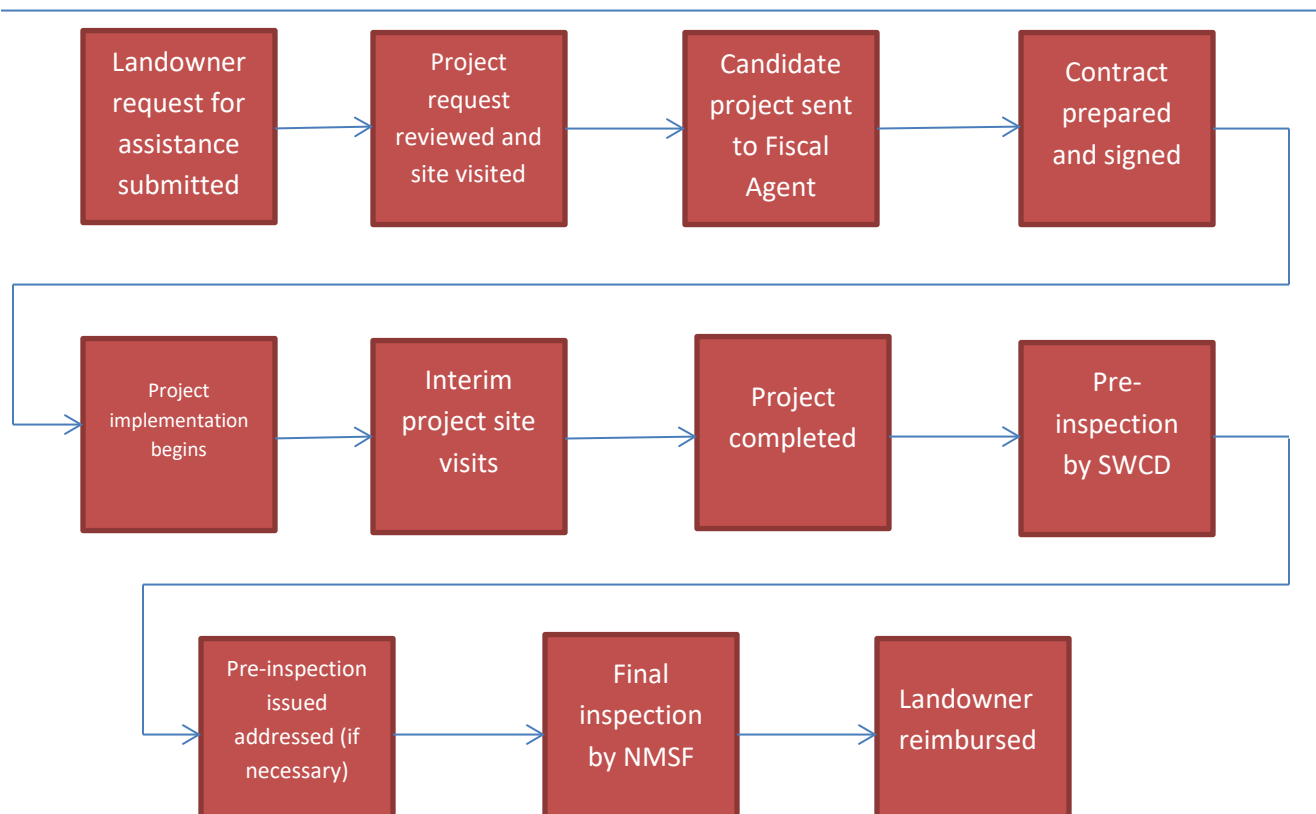 Landowner
request for
assistance
submitted
Project
request
reviewed and
site visited
Candidate
project sent
to Fiscal
Agent
Contract
prepared
and signed
Project
implementation
begins
Interim
project site
visits
Project
completed
Pre-
inspection
by SWCD
Pre-inspection
issued
addressed (if
necessary)
Final
inspection
by NMSF
Landowner
reimbursed